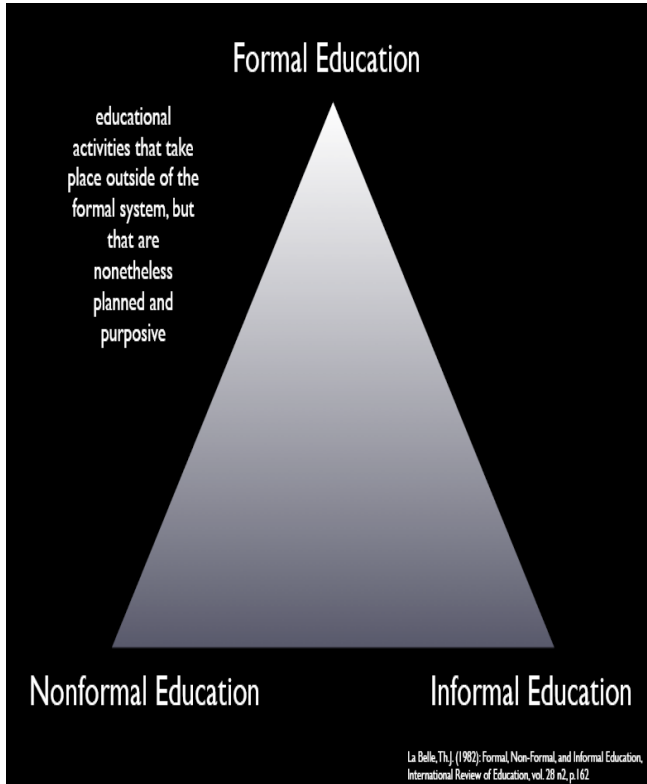 Formal Education
educational
activities that take
place outside of the
formal system, but
that are
nonetheless
planned and
purposive
Nonformal Education
Informal Education
La Belle, Th.J. (1982): Formal, Non-Formal, and Informal Education,
International Review of Education, vol. 28 n2, p.162